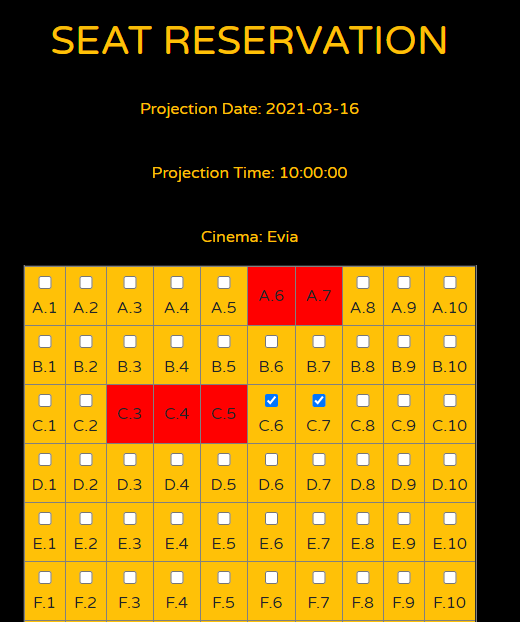 SEAT RESERVATION
Projection Date: 2021-03-16
Projection Time: 10:00:00
Cinema: Evia
A.1 A.2 A.3 A.4 A.5 A.6 A.7 A.8 A.9 A.10
B.1 B.2 B.3 B.4 B.5 B.6 B.7 B.8 B.9 B.10
C.1 C.2 C.3 C.4 C.5 C.6 C.7 C.8 C.9 C.10
D.1 D.2 D.3 D.4 D.5 D.6 D.7 D.8 D.9 D.10
E.1 E.2 E.3 E.4 E.5 E.6 E.7 E.8 E.9 E.10
F.1 F.2 F.3 F.4 F.5 F.6 F.7 F.8 F.9 F.10